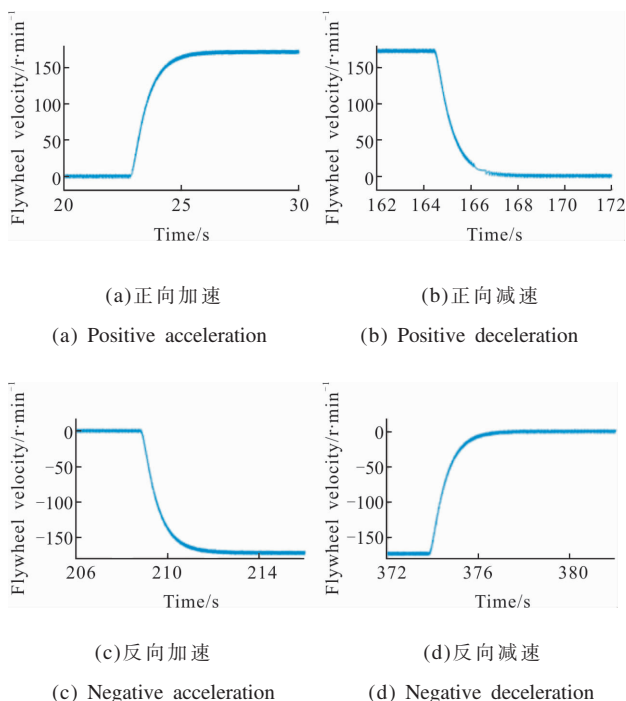 Flywheel velocity/r·min⁻¹
150
100
50
0
20
25
30
Time/s
Flywheel velocity/r·min⁻¹
150
100
50
0
162 164 166 168 170 172
Time/s
(a)正向加速
(b)正向减速
(a) Positive acceleration
(b) Positive deceleration
Flywheel velocity/r·min⁻¹
0
−50
−100
−150
206
210
214
Time/s
Flywheel velocity/r·min⁻¹
0
−50
−100
−150
372
376
380
Time/s
(c)反向加速
(d)反向减速
(c) Negative acceleration
(d) Negative deceleration